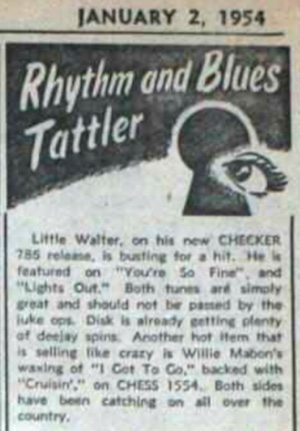 JANUARY 2, 1954
Rhythm and Blues
Tattler
Little Walter, on his new CHECKER
785 release, is busting for a hit. He is
featured on "You're So Fine", and
"Lights Out." Both tunes are simply
great and should not be passed by the
juke ops. Disk is already getting plenty
of deejay spins. Another hot item that
is selling like crazy is Willie Mabon's
waxing of "I Got To Go," backed with
"Cruisin'," on CHESS 1554. Both sides
have been catching on all over the
country.